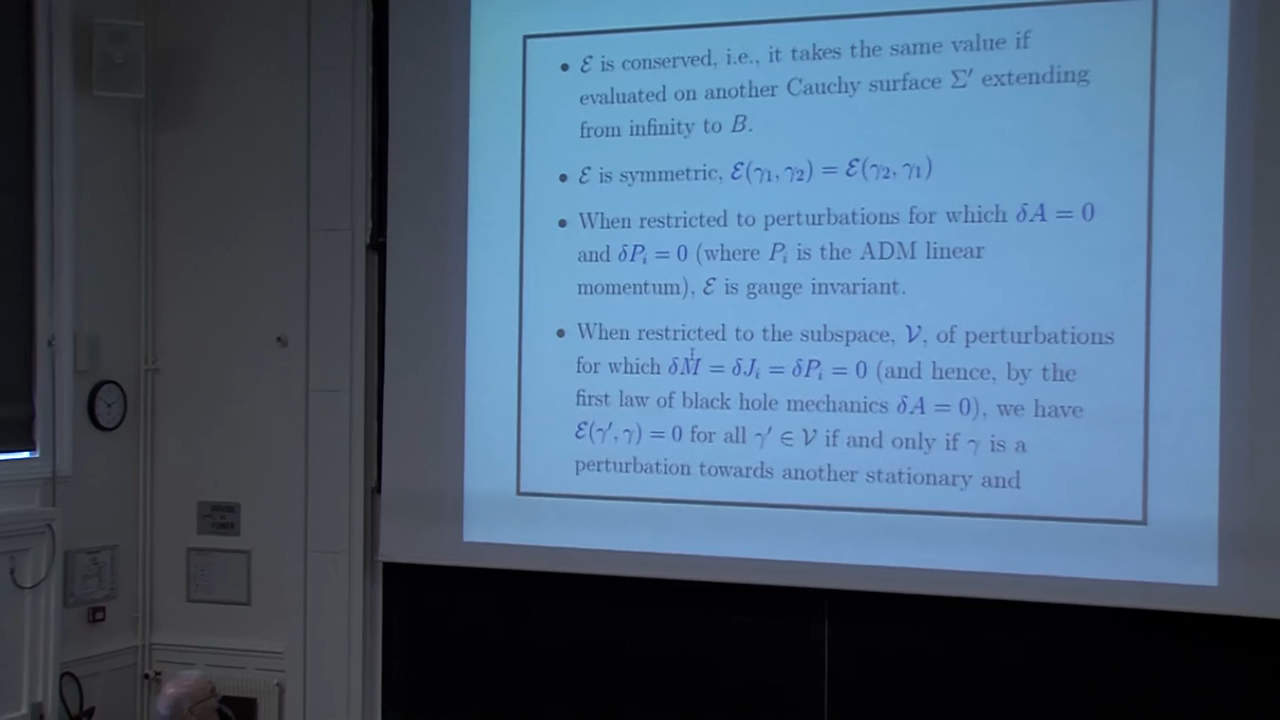 • ℰ is conserved, i.e., it takes the same value if
evaluated on another Cauchy surface Σ′ extending
from infinity to B.
• ℰ is symmetric, ℰ(γ₁, γ₂) = ℰ(γ₂, γ₁)
• When restricted to perturbations for which δA = 0
and δPᵢ = 0 (where Pᵢ is the ADM linear
momentum), ℰ is gauge invariant.
• When restricted to the subspace, 𝒱, of perturbations
for which δM = δJᵢ = δPᵢ = 0 (and hence, by the
first law of black hole mechanics δA = 0), we have
ℰ(γ′, γ) = 0 for all γ′ ∈ 𝒱 if and only if γ is a
perturbation towards another stationary and